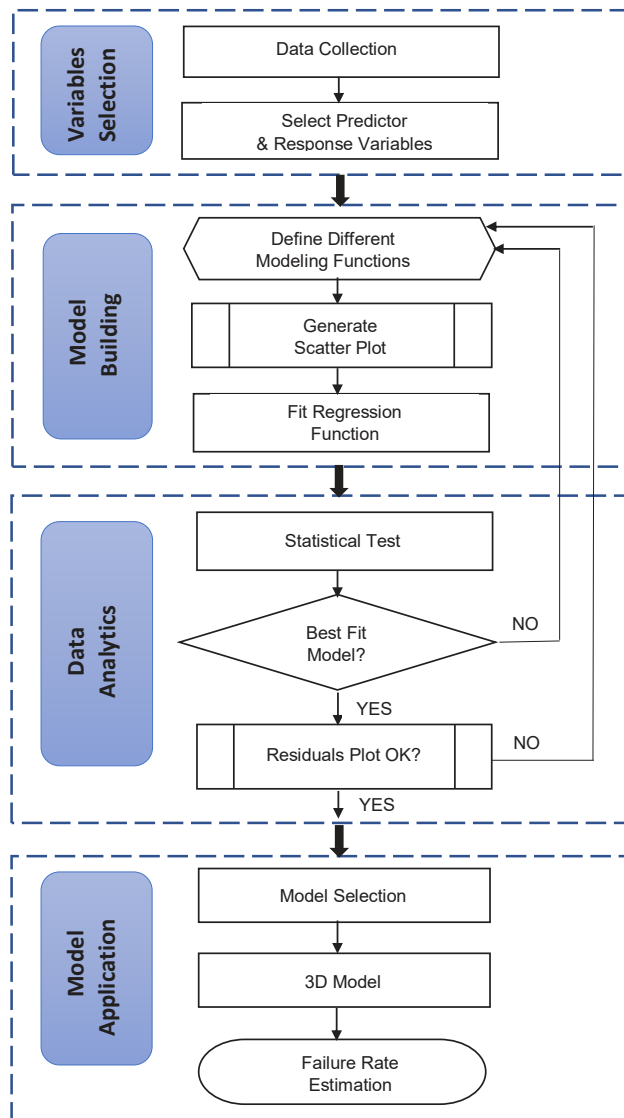 Variables
Selection
Data Collection
Select Predictor
& Response Variables
Model
Building
Define Different
Modeling Functions
Generate
Scatter Plot
Fit Regression
Function
Data
Analytics
Statistical Test
Best Fit
Model?
NO
YES
Residuals Plot OK?
NO
YES
Model
Application
Model Selection
3D Model
Failure Rate
Estimation